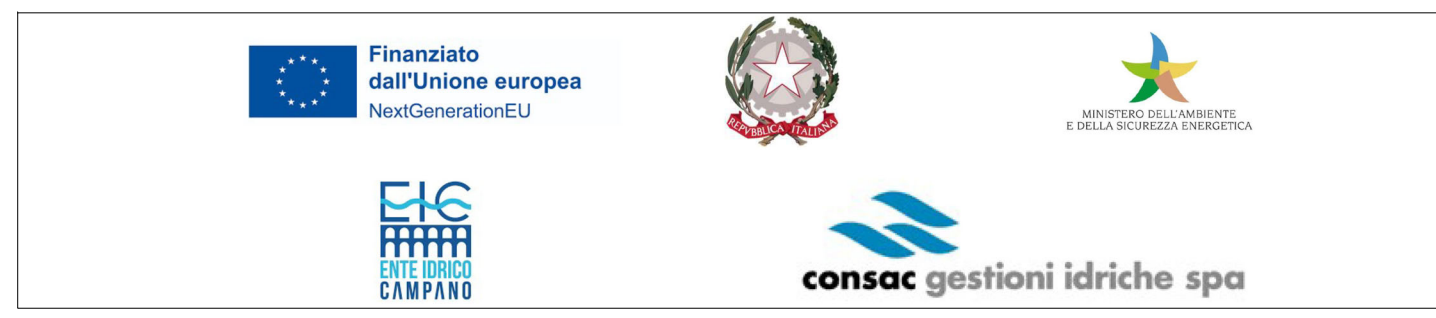 Finanziato
dall'Unione europea
NextGenerationEU
REPVBBLICA ITALIANA
MINISTERO DELL'AMBIENTE
E DELLA SICUREZZA ENERGETICA
EIC
ENTE IDRICO
CAMPANO
consac gestioni idriche spa